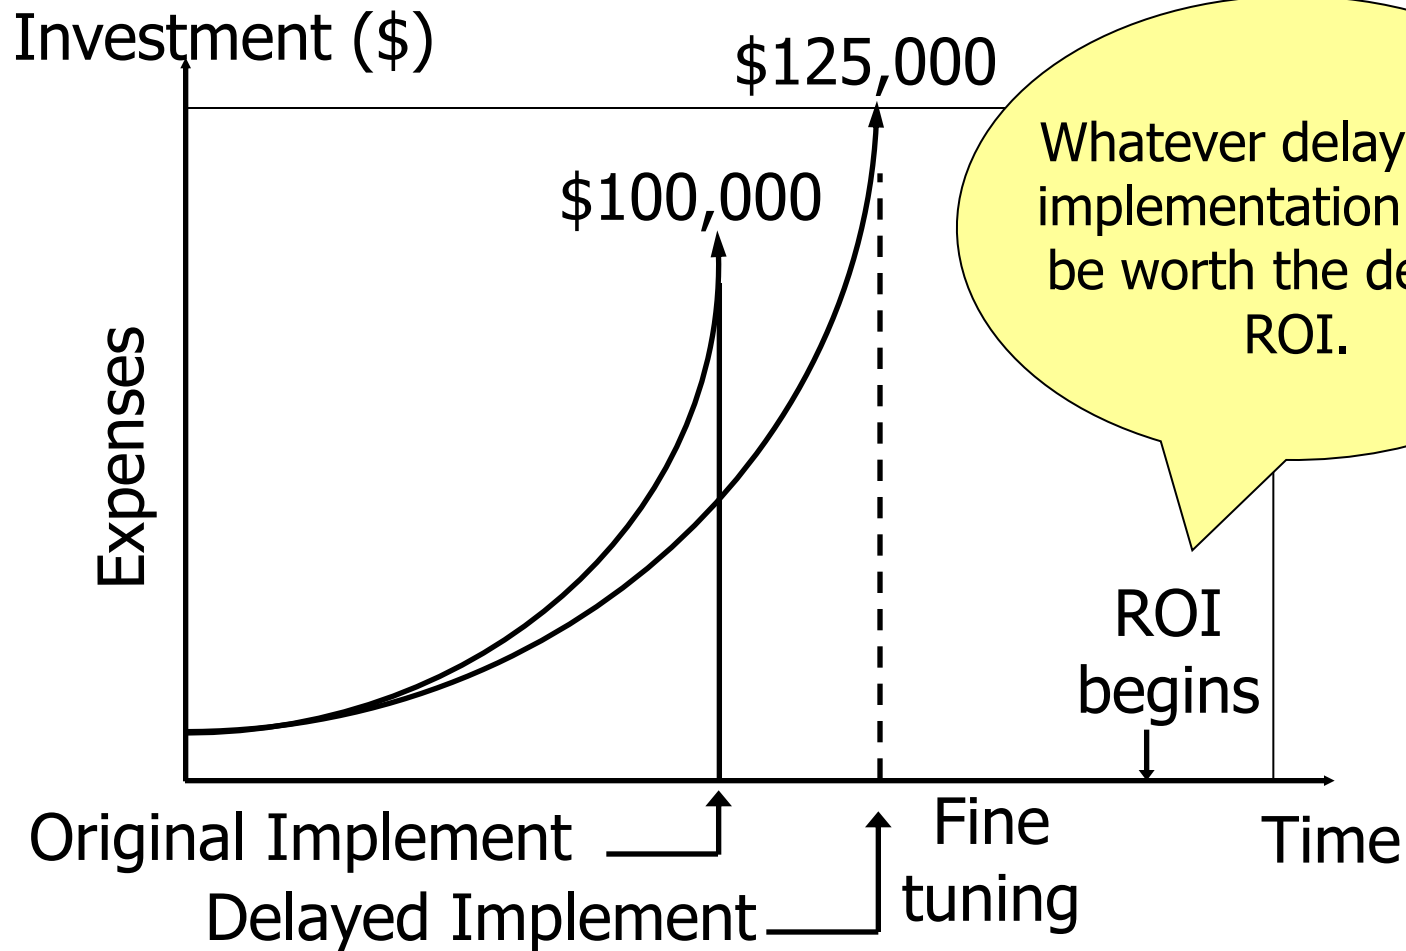 Investment ($)
$125,000
$100,000
Whatever delay
implementation
be worth the
ROI.
Expenses
ROI
begins
Original Implement
Delayed Implement
Fine
tuning
Time